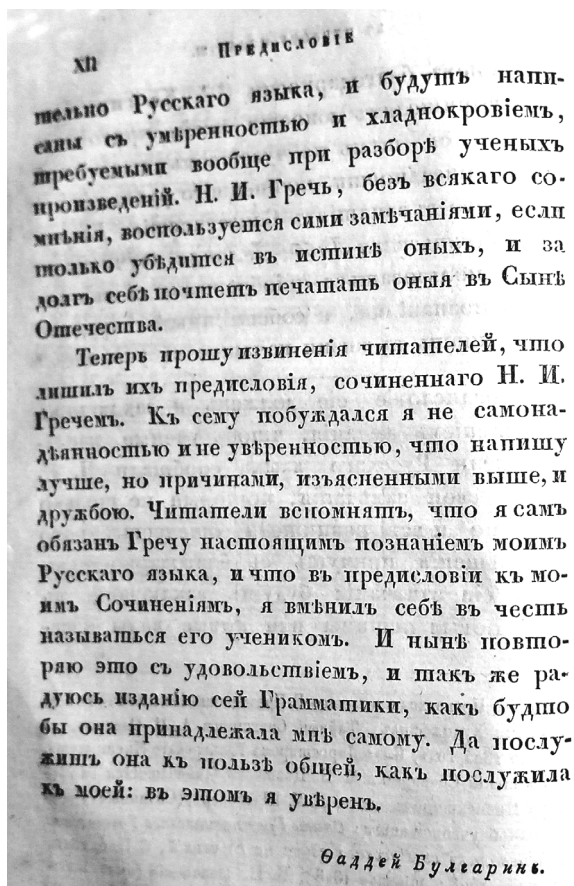 XII Предисловіе
тельно Русскаго языка, и будутъ напи-
саны съ умѣренностью и хладнокровіемъ,
требуемыми вообще при разборѣ ученыхъ
произведеній. Н. И. Гречь, безъ всякаго со-
мнѣнія, воспользуется сими замѣчаніями, если
только убѣдится въ истинѣ оныхъ, и за
долгъ себѣ почтетъ печатать оныя въ Сынѣ
Отечества.
Теперь прошу извиненія читателей, что
лишилъ ихъ предисловія, сочиненнаго Н. И.
Гречемъ. Къ сему побуждался я не самона-
дѣянностью и не увѣренностью, что напишу
лучше, но причинами, изъясненными выше, и
дружбою. Читатели вспомнятъ, что я самъ
обязанъ Гречу настоящимъ познаніемъ моимъ
Русскаго языка, и что въ предисловіи къ мо-
имъ Сочиненіямъ, я вмѣнилъ себѣ въ честь
называться его ученикомъ. И нынѣ повто-
ряю это съ удовольствіемъ, и такъ же ра-
дуюсь изданію сей Грамматики, какъ будто
бы она принадлежала мнѣ самому. Да послу-
житъ она къ пользѣ общей, какъ послужила
къ моей: въ этомъ я увѣренъ.
Ѳаддей Булгаринъ.